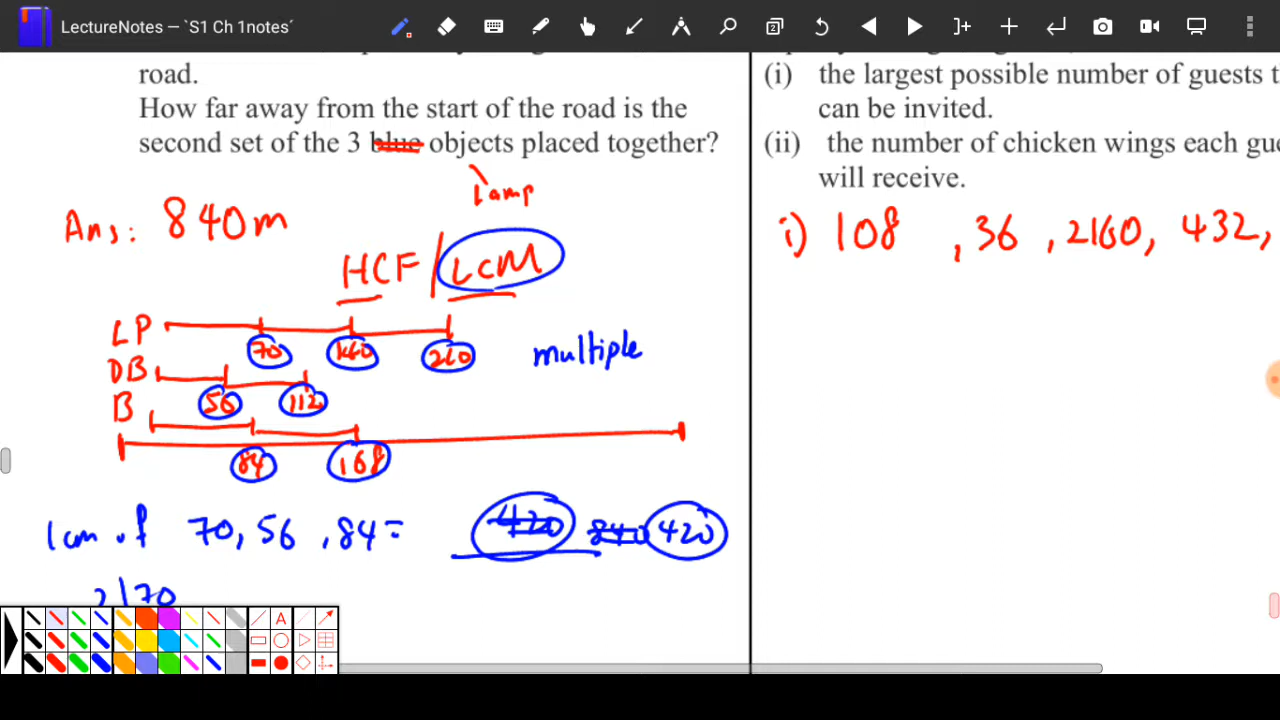 LectureNotes — `S1 Ch 1notes´
road.
How far away from the start of the road is the
second set of the 3 blue objects placed together?
lamp
Ans: 840m
HCF / LCM
LP
70 140 210
multiple
DB
56 112
B
84 168
lcm of 70, 56, 84 = 420 840 420
2170
A
(i) the largest possible number of guests t
can be invited.
(ii) the number of chicken wings each gue
will receive.
i) 108 , 36 , 2160, 432,